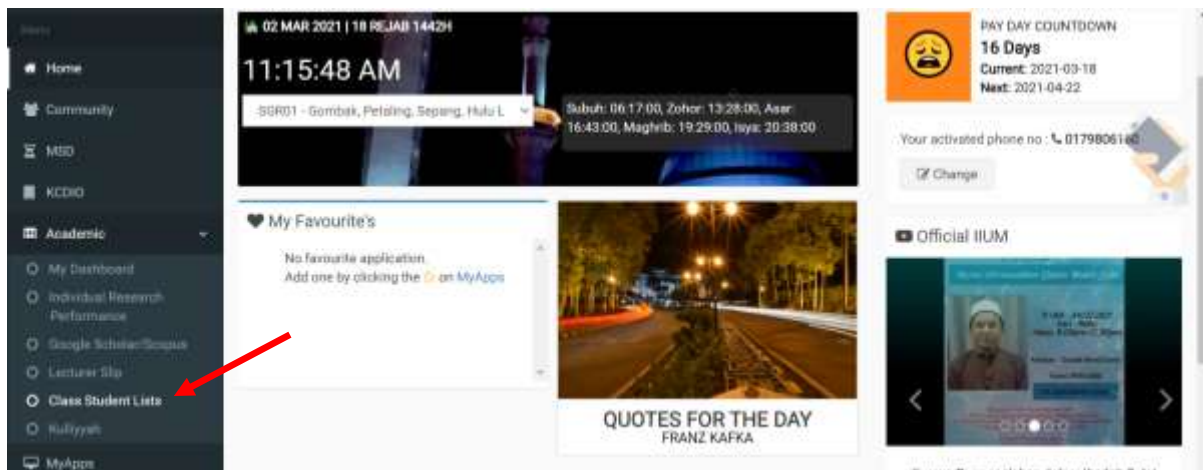 Menu
Home
Community
MSD
KCDIO
Academic
My Dashboard
Individual Research
Performance
Google Scholar/Scopus
Lecturer Slip
Class Student Lists
Kulliyyah
MyApps
02 MAR 2021 | 18 REJAB 1442H
11:15:48 AM
SGR01 - Gombak, Petaling, Sepang, Hulu L
Subuh: 06:17:00, Zohor: 13:28:00, Asar:
16:43:00, Maghrib: 19:29:00, Isya: 20:38:00
My Favourite's
No favourite application.
Add one by clicking the on MyApps
QUOTES FOR THE DAY
FRANZ KAFKA
PAY DAY COUNTDOWN
16 Days
Current: 2021-03-18
Next: 2021-04-22
Your activated phone no : 0179806160
Change
Official IIUM